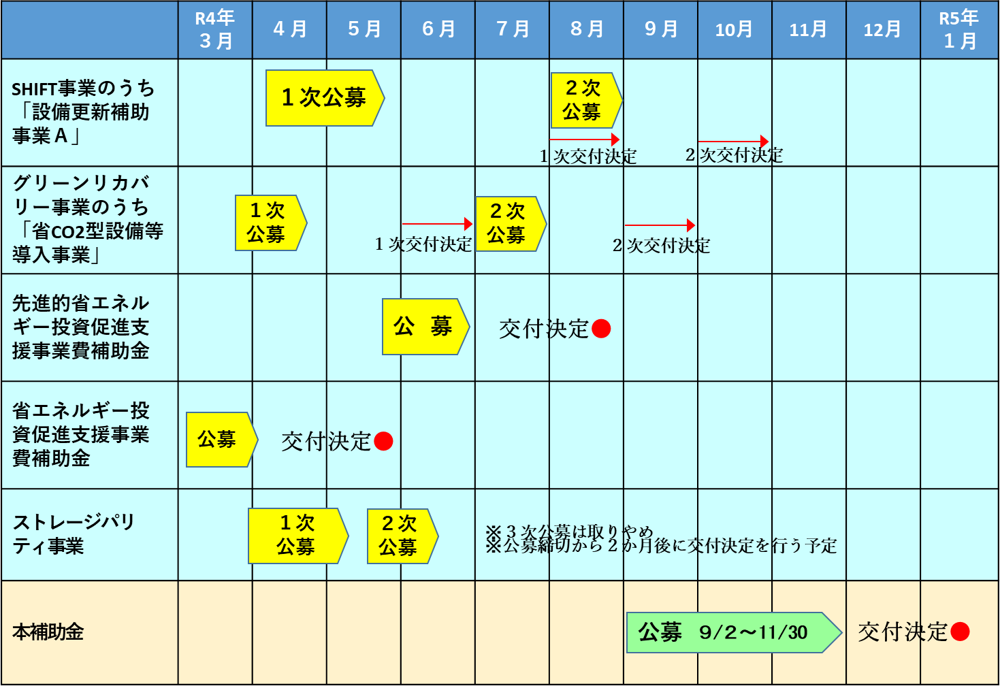 R4年
３月
４月
５月
６月
７月
８月
９月
10月
11月
12月
R5年
１月
SHIFT事業のうち
「設備更新補助
事業Ａ」
１次公募
２次
公募
１次交付決定
２次交付決定
グリーンリカバ
リー事業のうち
「省CO2型設備等
導入事業」
１次
公募
１次交付決定
２次
公募
２次交付決定
先進的省エネル
ギー投資促進支
援事業費補助金
公　募
交付決定●
省エネルギー投
資促進支援事業
費補助金
公募
交付決定●
ストレージパリ
ティ事業
１次
公募
２次
公募
※３次公募は取りやめ
※公募締切から２か月後に交付決定を行う予定
本補助金
公募　９/２～11/30
交付決定●